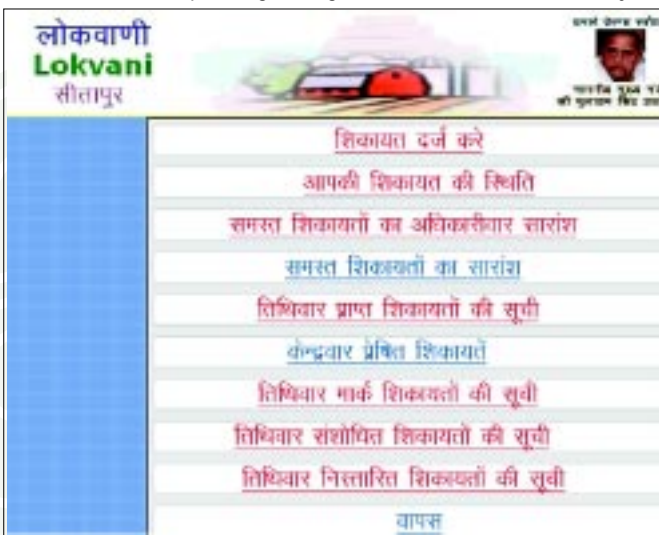 लोकवाणी
Lokvani
सीतापुर
शिकायत दर्ज करे
आपकी शिकायत की स्थिति
समस्त शिकायतों का अधिकारीवार सारांश
समस्त शिकायतों का सारांश
तिथिवार प्राप्त शिकायतों की सूची
केन्द्रवार प्रेषित शिकायतें
तिथिवार मार्क शिकायतों की सूची
तिथिवार संशोधित शिकायतों की सूची
तिथिवार निस्तारित शिकायतों की सूची
वापस